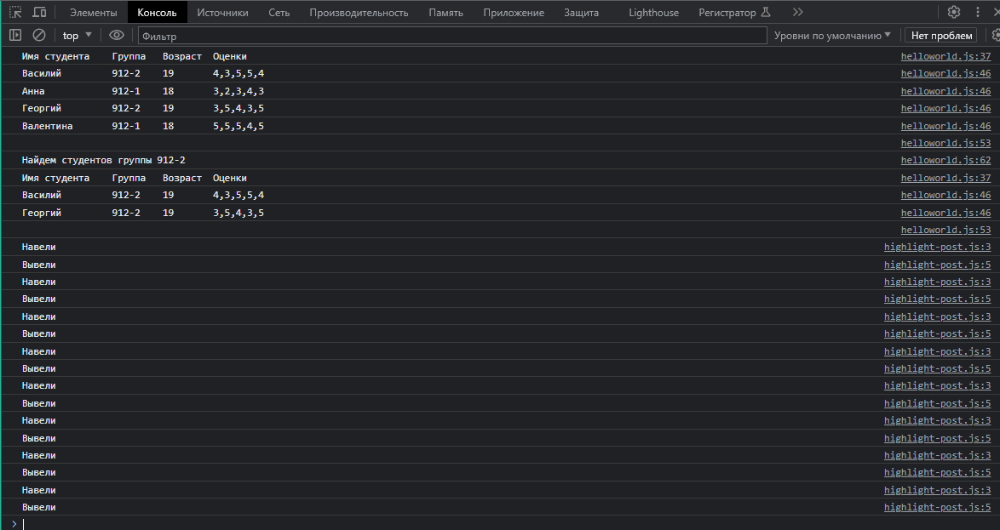 Элементы Консоль Источники Сеть Производительность Память Приложение Защита Lighthouse Регистратор
top Фильтр Уровни по умолчанию Нет проблем
Имя студента Группа Возраст Оценки helloworld.js:37
Василий 912-2 19 4,3,5,5,4 helloworld.js:46
Анна 912-1 18 3,2,3,4,3 helloworld.js:46
Георгий 912-2 19 3,5,4,3,5 helloworld.js:46
Валентина 912-1 18 5,5,5,4,5 helloworld.js:46
helloworld.js:53
Найдем студентов группы 912-2 helloworld.js:62
Имя студента Группа Возраст Оценки helloworld.js:37
Василий 912-2 19 4,3,5,5,4 helloworld.js:46
Георгий 912-2 19 3,5,4,3,5 helloworld.js:46
helloworld.js:53
Навели highlight-post.js:3
Вывели highlight-post.js:5
Навели highlight-post.js:3
Вывели highlight-post.js:5
Навели highlight-post.js:3
Вывели highlight-post.js:5
Навели highlight-post.js:3
Вывели highlight-post.js:5
Навели highlight-post.js:3
Вывели highlight-post.js:5
Навели highlight-post.js:3
Вывели highlight-post.js:5
Навели highlight-post.js:3
Вывели highlight-post.js:5
Навели highlight-post.js:3
Вывели highlight-post.js:5